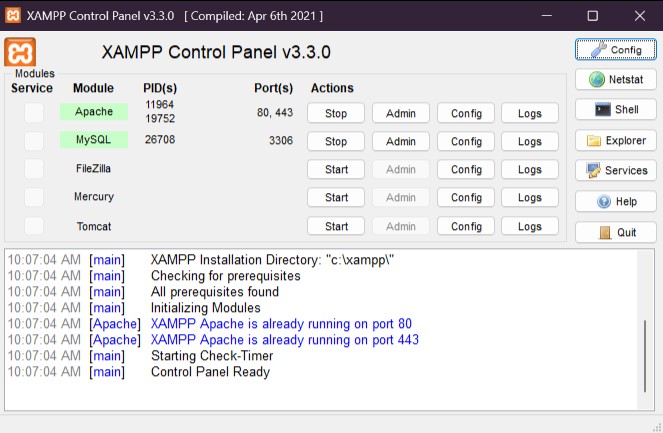 XAMPP Control Panel v3.3.0 [ Compiled: Apr 6th 2021 ]
XAMPP Control Panel v3.3.0
Config
Modules
Service Module PID(s) Port(s) Actions
Netstat
Apache 11964 19752 80, 443 Stop Admin Config Logs
Shell
MySQL 26708 3306 Stop Admin Config Logs
Explorer
FileZilla Start Admin Config Logs
Services
Mercury Start Admin Config Logs
Help
Tomcat Start Admin Config Logs
Quit
10:07:04 AM [main] XAMPP Installation Directory: "c:\xampp\"
10:07:04 AM [main] Checking for prerequisites
10:07:04 AM [main] All prerequisites found
10:07:04 AM [main] Initializing Modules
10:07:04 AM [Apache] XAMPP Apache is already running on port 80
10:07:04 AM [Apache] XAMPP Apache is already running on port 443
10:07:04 AM [main] Starting Check-Timer
10:07:04 AM [main] Control Panel Ready